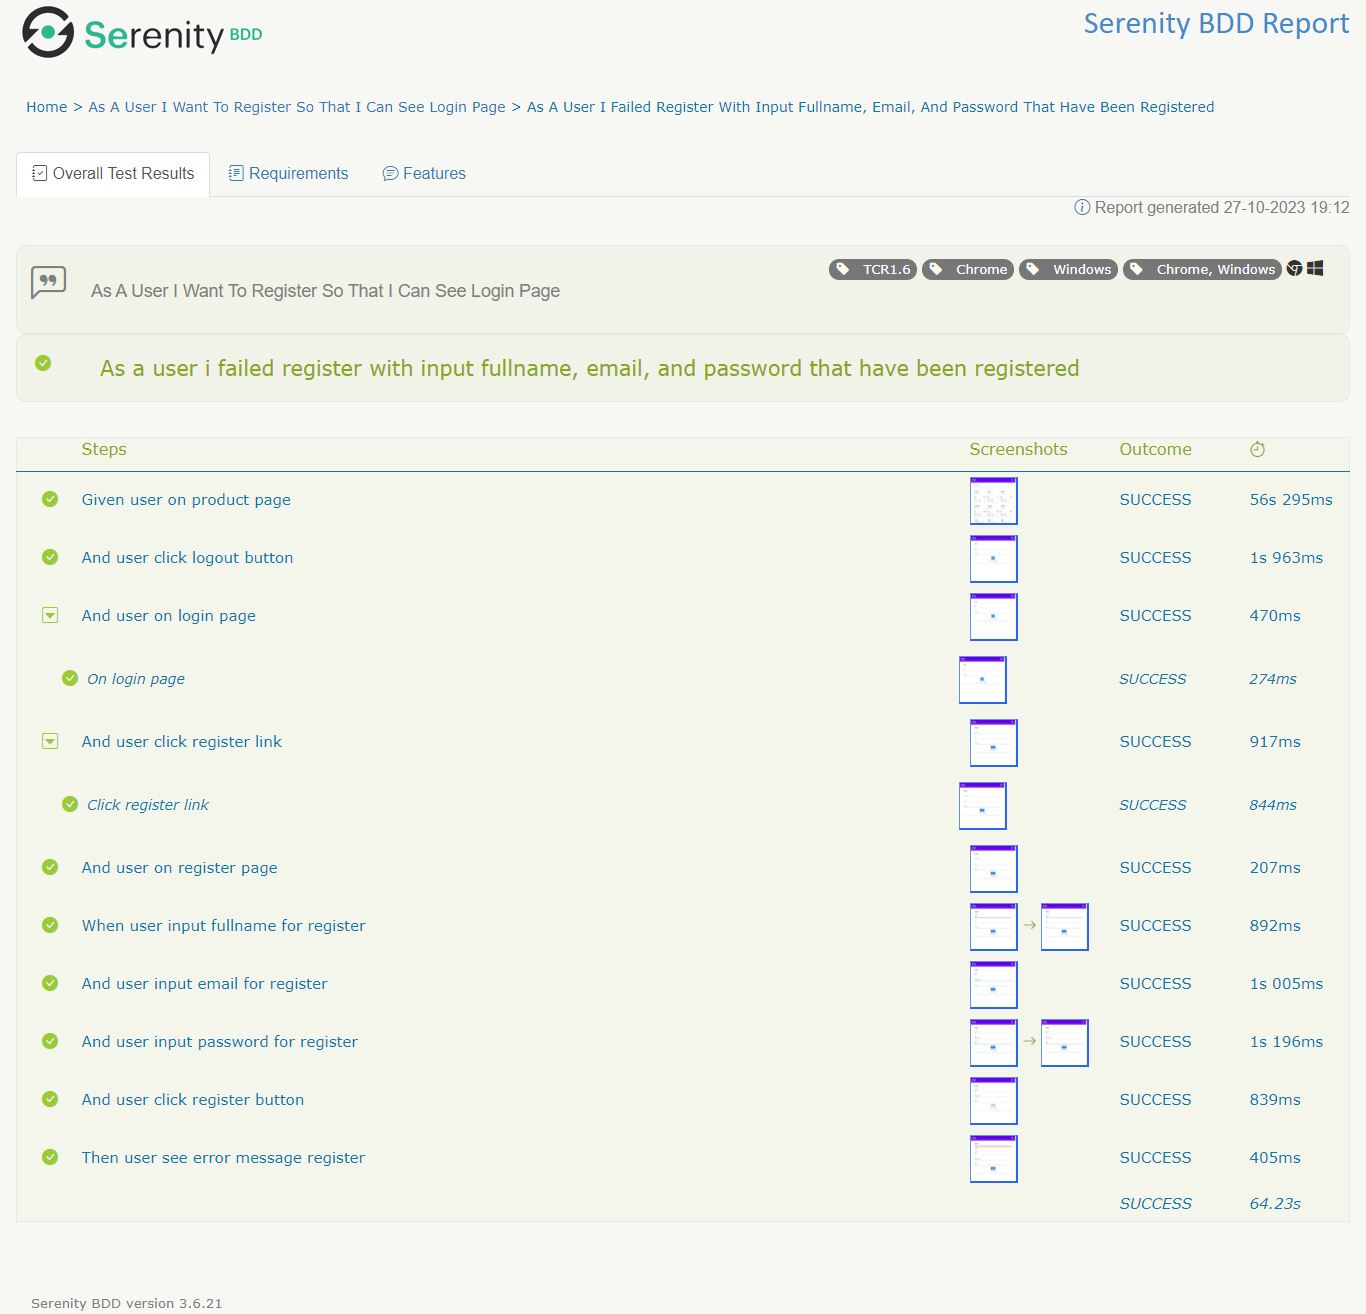 Serenity BDD
Serenity BDD Report
Home > As A User I Want To Register So That I Can See Login Page > As A User I Failed Register With Input Fullname, Email, And Password That Have Been Registered
Overall Test Results Requirements Features
Report generated 27-10-2023 19:12
TCR1.6 Chrome Windows Chrome, Windows
As A User I Want To Register So That I Can See Login Page
As a user i failed register with input fullname, email, and password that have been registered
Steps Screenshots Outcome
Given user on product page SUCCESS 56s 295ms
And user click logout button SUCCESS 1s 963ms
And user on login page SUCCESS 470ms
On login page SUCCESS 274ms
And user click register link SUCCESS 917ms
Click register link SUCCESS 844ms
And user on register page SUCCESS 207ms
When user input fullname for register SUCCESS 892ms
And user input email for register SUCCESS 1s 005ms
And user input password for register SUCCESS 1s 196ms
And user click register button SUCCESS 839ms
Then user see error message register SUCCESS 405ms
SUCCESS 64.23s
Serenity BDD version 3.6.21